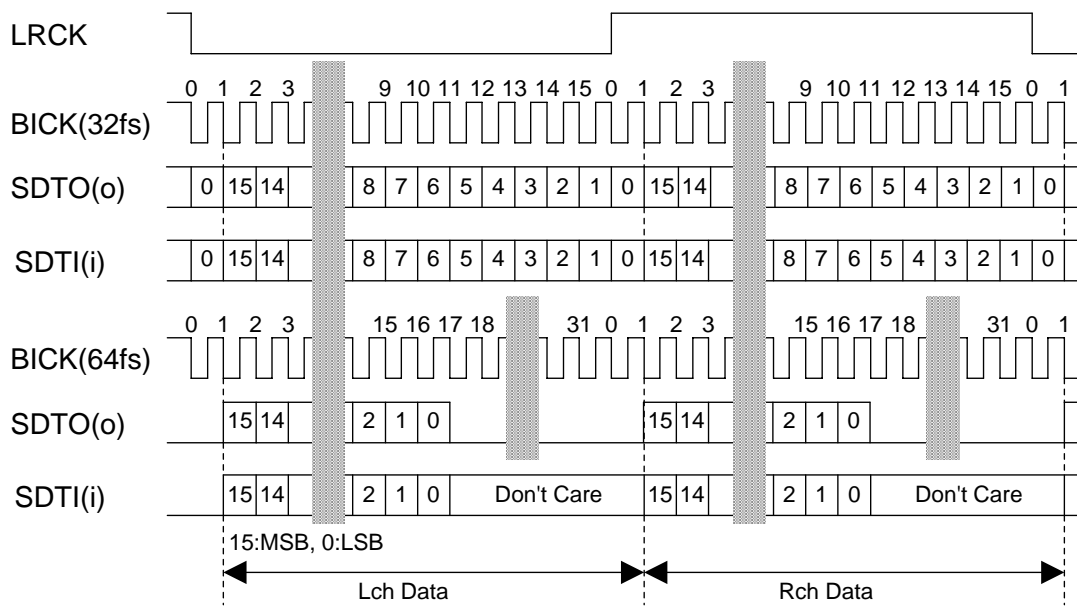 LRCK
0 1 2 3 9 10 11 12 13 14 15 0 1 2 3 9 10 11 12 13 14 15 0 1
BICK(32fs)
SDTO(o) 0 15 14 8 7 6 5 4 3 2 1 0 15 14 8 7 6 5 4 3 2 1 0
SDTI(i) 0 15 14 8 7 6 5 4 3 2 1 0 15 14 8 7 6 5 4 3 2 1 0
0 1 2 3 15 16 17 18 31 0 1 2 3 15 16 17 18 31 0 1
BICK(64fs)
SDTO(o) 15 14 2 1 0 15 14 2 1 0
SDTI(i) 15 14 2 1 0 Don't Care 15 14 2 1 0 Don't Care
15:MSB, 0:LSB
Lch Data Rch Data